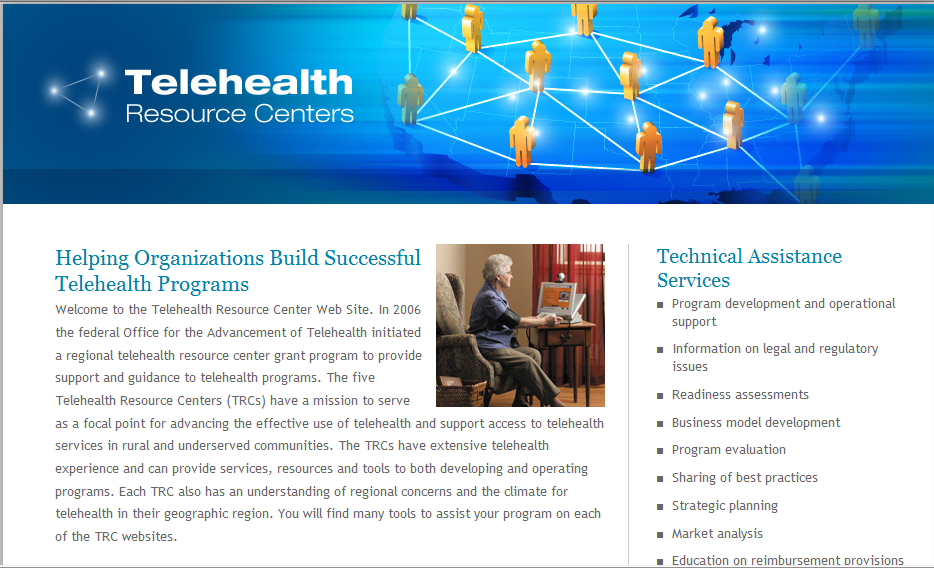 Telehealth
Resource Centers
Helping Organizations Build Successful
Telehealth Programs
Welcome to the Telehealth Resource Center Web Site. In 2006
the federal Office for the Advancement of Telehealth initiated
a regional telehealth resource center grant program to provide
support and guidance to telehealth programs. The five
Telehealth Resource Centers (TRCs) have a mission to serve
as a focal point for advancing the effective use of telehealth and support access to telehealth
services in rural and underserved communities. The TRCs have extensive telehealth
experience and can provide services, resources and tools to both developing and operating
programs. Each TRC also has an understanding of regional concerns and the climate for
telehealth in their geographic region. You will find many tools to assist your program on each
of the TRC websites.
Technical Assistance
Services
Program development and operational
support
Information on legal and regulatory
issues
Readiness assessments
Business model development
Program evaluation
Sharing of best practices
Strategic planning
Market analysis
Education on reimbursement provisions